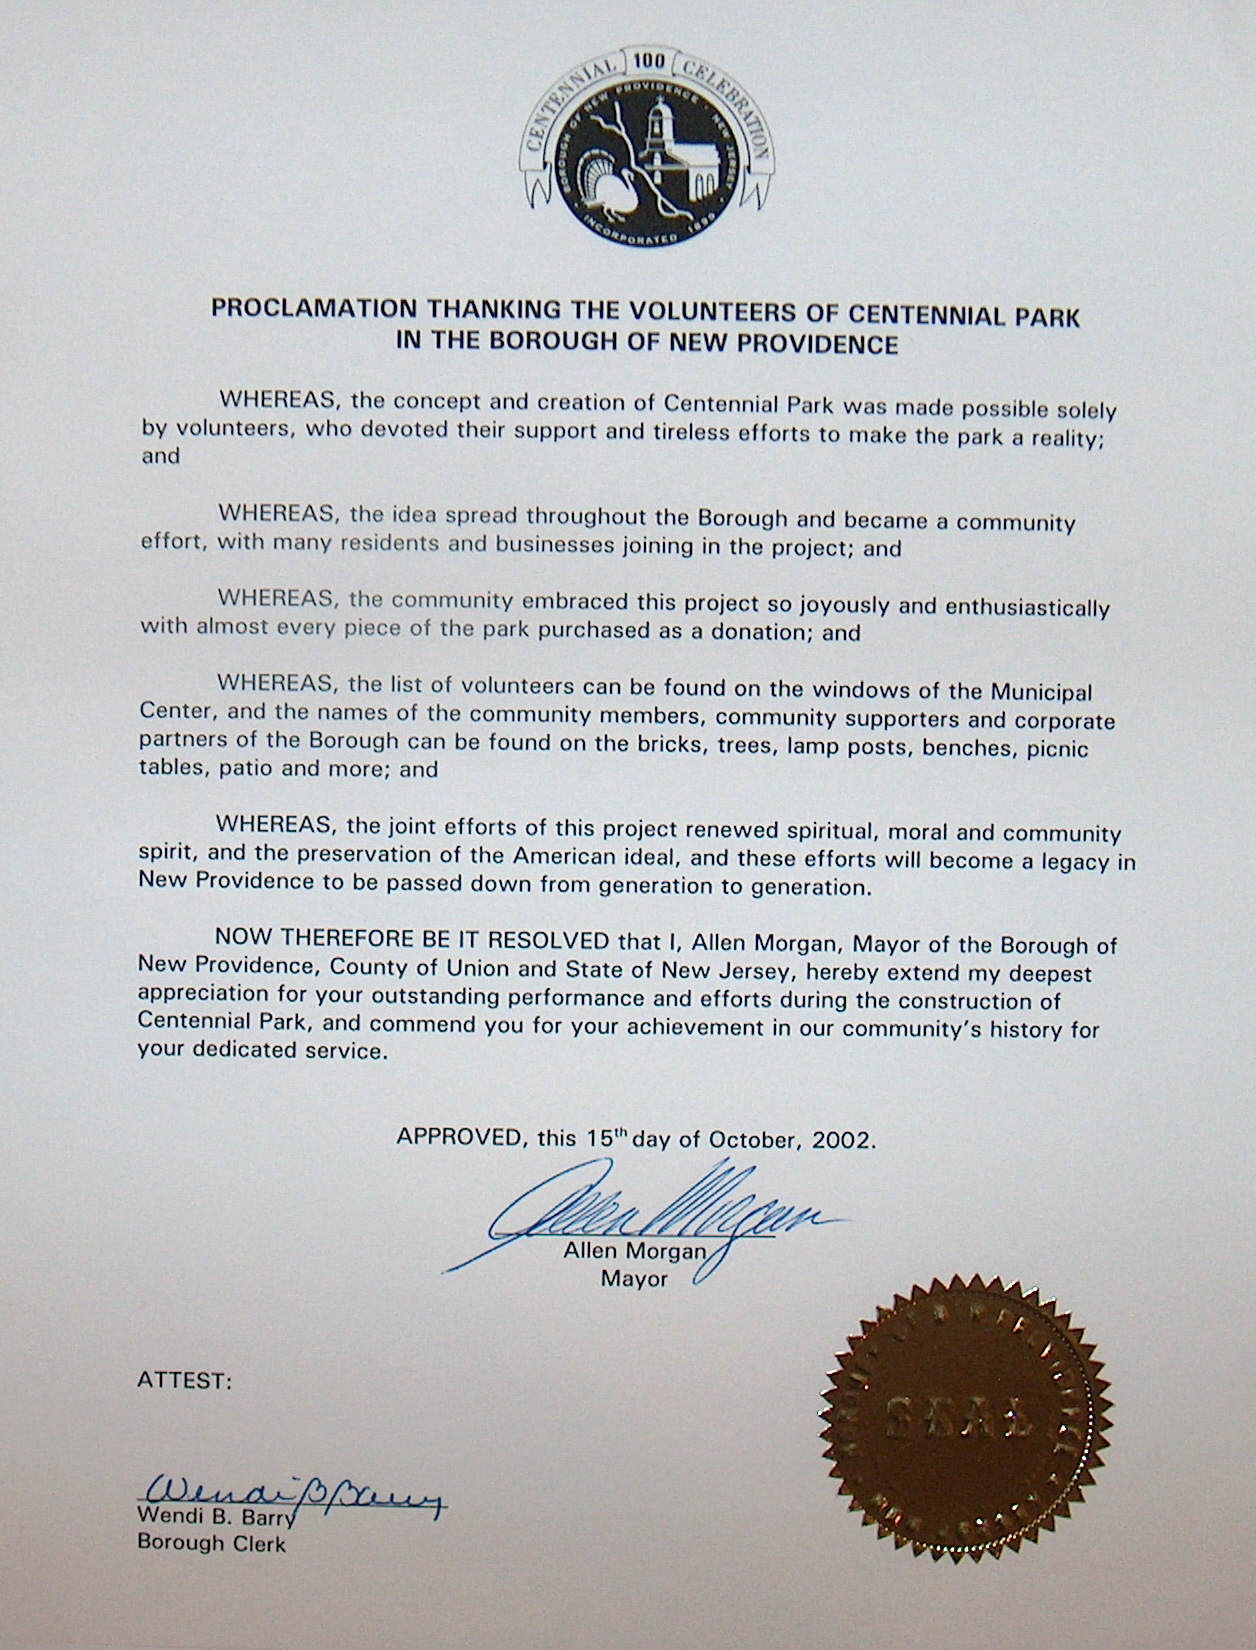 CENTENNIAL 100 CELEBRATION
BOROUGH OF NEW PROVIDENCE · NEW JERSEY
INCORPORATED 1899
PROCLAMATION THANKING THE VOLUNTEERS OF CENTENNIAL PARK
IN THE BOROUGH OF NEW PROVIDENCE
WHEREAS, the concept and creation of Centennial Park was made possible solely
by volunteers, who devoted their support and tireless efforts to make the park a reality;
and
WHEREAS, the idea spread throughout the Borough and became a community
effort, with many residents and businesses joining in the project; and
WHEREAS, the community embraced this project so joyously and enthusiastically
with almost every piece of the park purchased as a donation; and
WHEREAS, the list of volunteers can be found on the windows of the Municipal
Center, and the names of the community members, community supporters and corporate
partners of the Borough can be found on the bricks, trees, lamp posts, benches, picnic
tables, patio and more; and
WHEREAS, the joint efforts of this project renewed spiritual, moral and community
spirit, and the preservation of the American ideal, and these efforts will become a legacy in
New Providence to be passed down from generation to generation.
NOW THEREFORE BE IT RESOLVED that I, Allen Morgan, Mayor of the Borough of
New Providence, County of Union and State of New Jersey, hereby extend my deepest
appreciation for your outstanding performance and efforts during the construction of
Centennial Park, and commend you for your achievement in our community's history for
your dedicated service.
APPROVED, this 15th day of October, 2002.
Allen Morgan
Allen Morgan
Mayor
ATTEST:
SEAL
Wendi B Barry
Wendi B. Barry
Borough Clerk